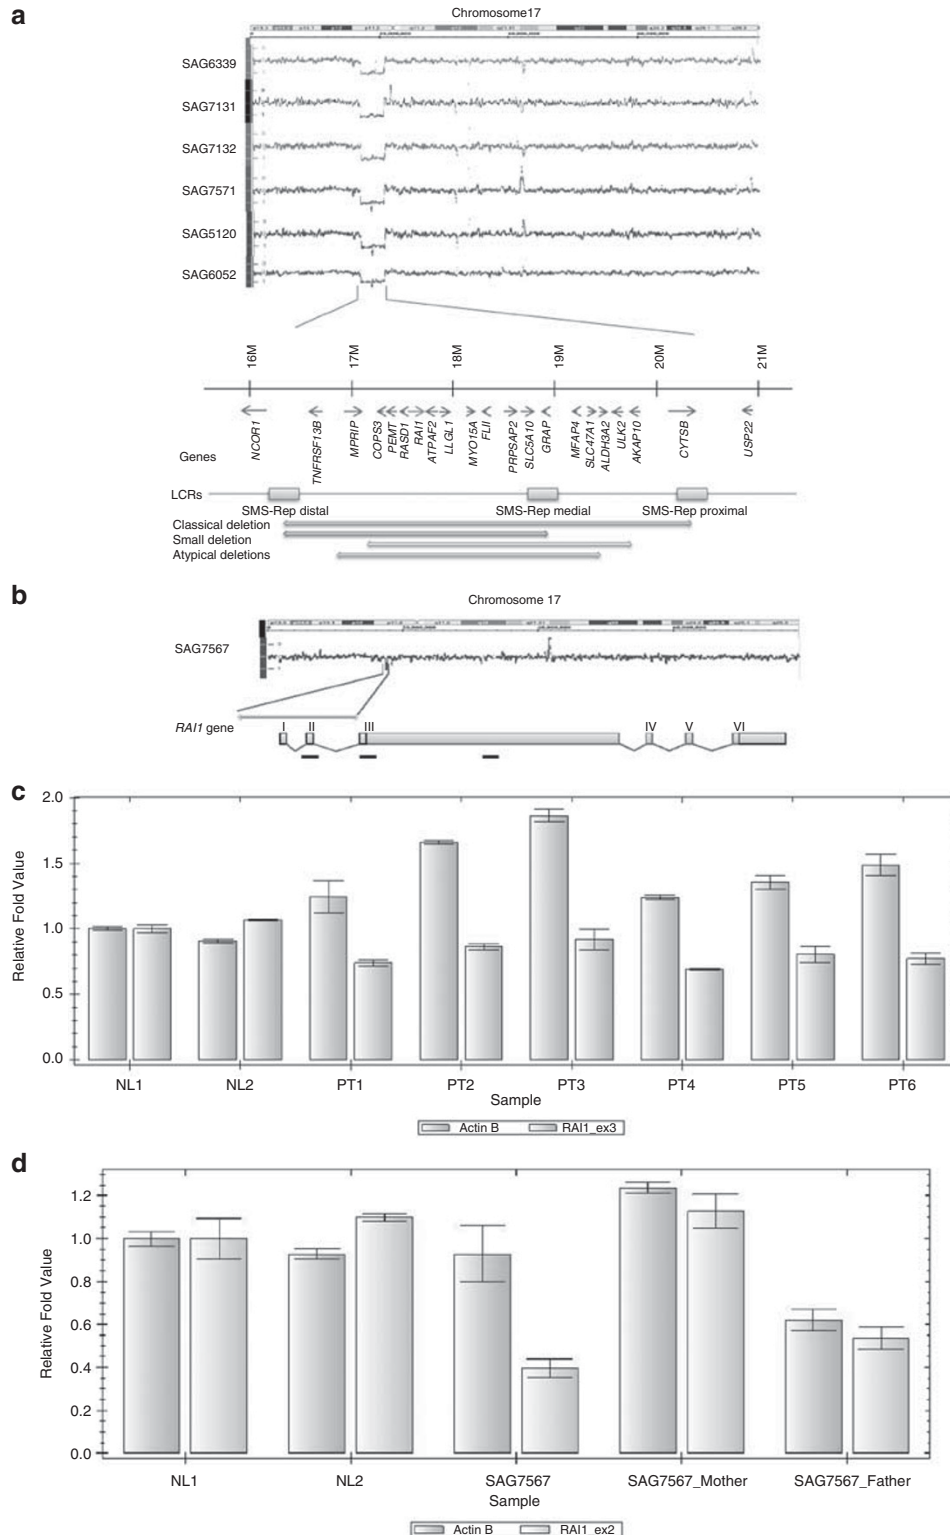 a
Chromosome17
SAG6339
SAG7131
SAG7132
SAG7571
SAG5120
SAG6052
16M 17M 18M 19M 20M 21M
Genes
NCOR1 TNFRSF13B MPRIP COPS3 PEMT RASD1 RAI1 ATPAF2 LLGL1 MYO15A FLII PRPSAP2 SLC5A10 GRAP MFAP4 SLC47A1 ALDH3A2 ULK2 AKAP10 CYTSB USP22
LCRs
SMS-Rep distal SMS-Rep medial SMS-Rep proximal
Classical deletion
Small deletion
Atypical deletions
b
Chromosome 17
SAG7567
RAI1 gene
I II III IV V VI
c
Relative Fold Value
2.0
1.5
1.0
0.5
0.0
NL1 NL2 PT1 PT2 PT3 PT4 PT5 PT6
Sample
Actin B RAI1_ex3
d
Relative Fold Value
1.2
1.0
0.8
0.6
0.4
0.2
0.0
NL1 NL2 SAG7567 SAG7567_Mother SAG7567_Father
Sample
Actin B RAI1_ex2